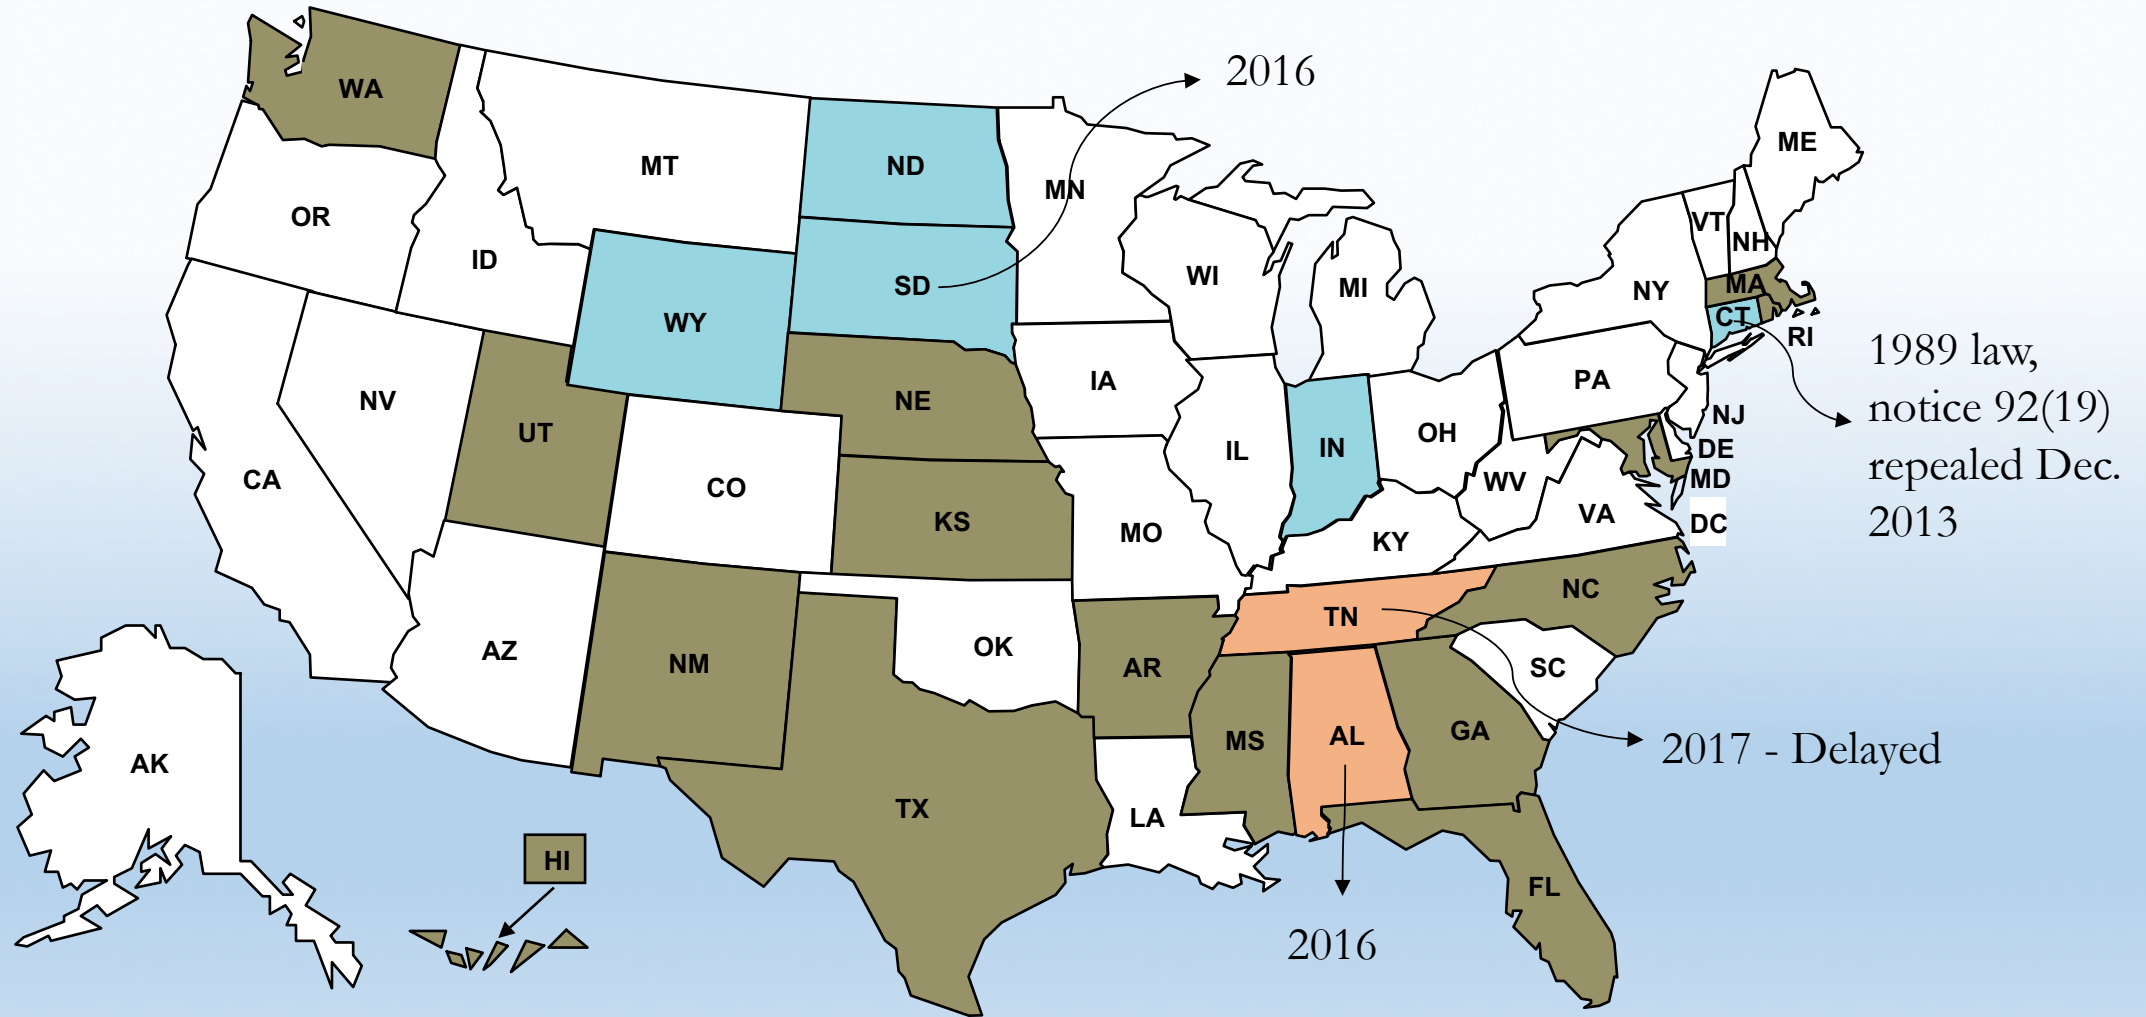 2016
WA
ME
MT
ND
MN
OR
VT
NH
ID
SD
WI
MI
NY
MA
WY
CT
RI
1989 law,
notice 92(19)
repealed Dec.
2013
IA
PA
NV
NE
NJ
UT
OH
IN
IL
DE
CA
CO
WV
MD
KS
VA
DC
MO
KY
NC
TN
AZ
OK
NM
AR
SC
MS
AL
GA
2017 - Delayed
AK
TX
LA
HI
FL
2016